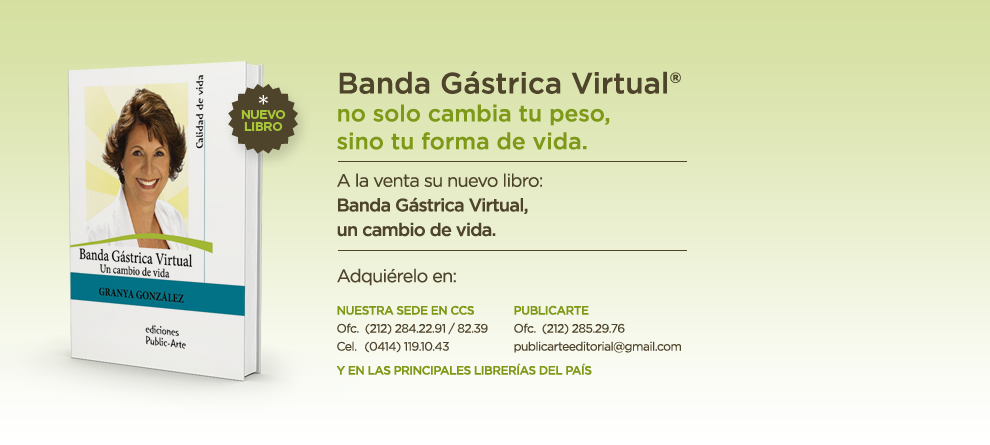 Calidad de vida
Banda Gástrica Virtual
Un cambio de vida
GRANYA GONZÁLEZ
ediciones
Public-Arte
*
NUEVO
LIBRO
Banda Gástrica Virtual®
no solo cambia tu peso,
sino tu forma de vida.
A la venta su nuevo libro:
Banda Gástrica Virtual,
un cambio de vida.
Adquiérelo en:
NUESTRA SEDE EN CCS
Ofc. (212) 284.22.91 / 82.39
Cel. (0414) 119.10.43
PUBLICARTE
Ofc. (212) 285.29.76
publicarteeditorial@gmail.com
Y EN LAS PRINCIPALES LIBRERÍAS DEL PAÍS